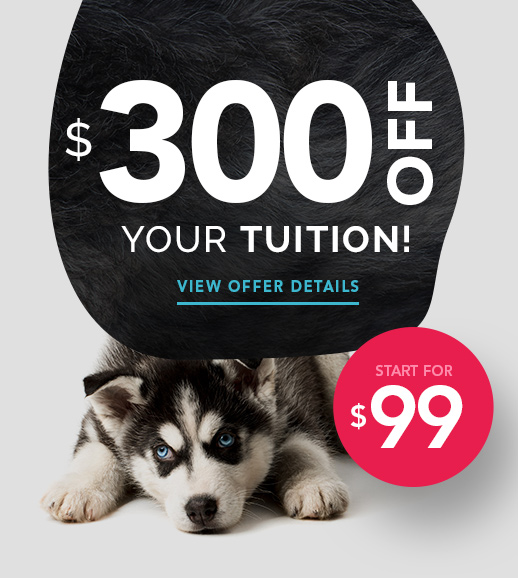 $300 OFF
YOUR TUITION!
VIEW OFFER DETAILS
START FOR
$99